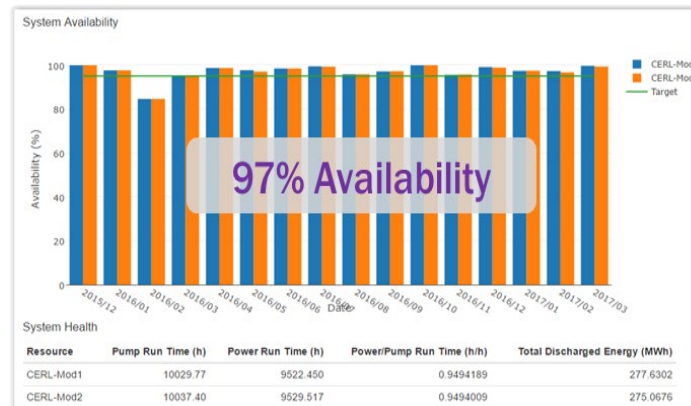 System Availability
100
80
60
40
20
0
Availability (%)
CERL-Mod
CERL-Mod
Target
97% Availability
2015/12
2016/01
2016/02
2016/03
2016/04
2016/05
2016/06
2016/07
2016/08
2016/09
2016/10
2016/11
2016/12
2017/01
2017/02
2017/03
Date
System Health
Resource Pump Run Time (h) Power Run Time (h) Power/Pump Run Time (h/h) Total Discharged Energy (MWh)
CERL-Mod1 10029.77 9522.450 0.9494189 277.6302
CERL-Mod2 10037.40 9529.517 0.9494009 275.0676